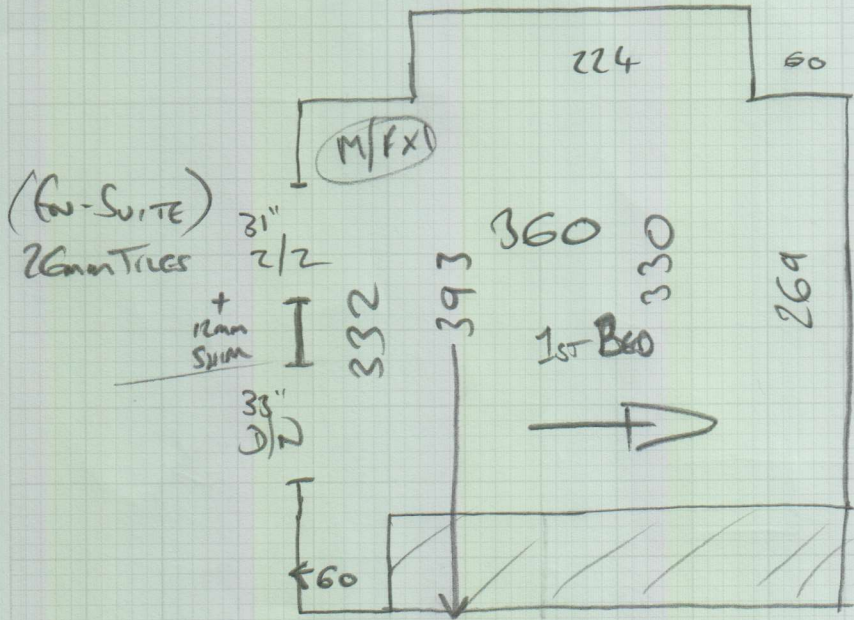 224
60
M/FXD
(EN-SUITE)
26mm TILES
+
12mm
31"
2/2
332
393
360
330
269
1ST BED
33"
60